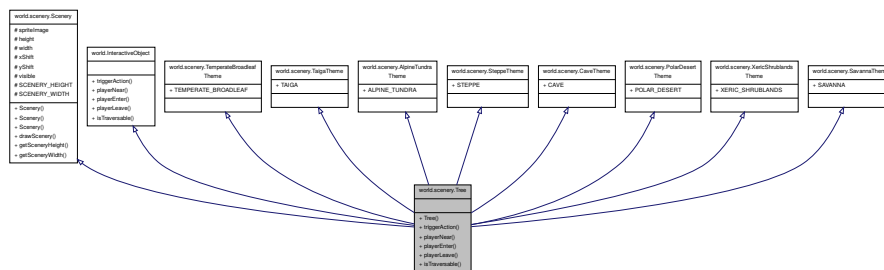 world.scenery.Scenery
# spriteImage
# height
# width
# xShift
# yShift
# visible
# SCENERY_HEIGHT
# SCENERY_WIDTH
+ Scenery()
+ Scenery()
+ Scenery()
+ drawScenery()
+ getSceneryHeight()
+ getSceneryWidth()
world.InteractiveObject
+ triggerAction()
+ playerNear()
+ playerEnter()
+ playerLeave()
+ isTraversable()
world.scenery.TemperateBroadleaf
Theme
+ TEMPERATE_BROADLEAF
world.scenery.TaigaTheme
+ TAIGA
world.scenery.AlpineTundra
Theme
+ ALPINE_TUNDRA
world.scenery.SteppeTheme
+ STEPPE
world.scenery.CaveTheme
+ CAVE
world.scenery.PolarDesert
Theme
+ POLAR_DESERT
world.scenery.XericShrublands
Theme
+ XERIC_SHRUBLANDS
world.scenery.SavannaThem
+ SAVANNA
world.scenery.Tree
+ Tree()
+ triggerAction()
+ playerNear()
+ playerEnter()
+ playerLeave()
+ isTraversable()